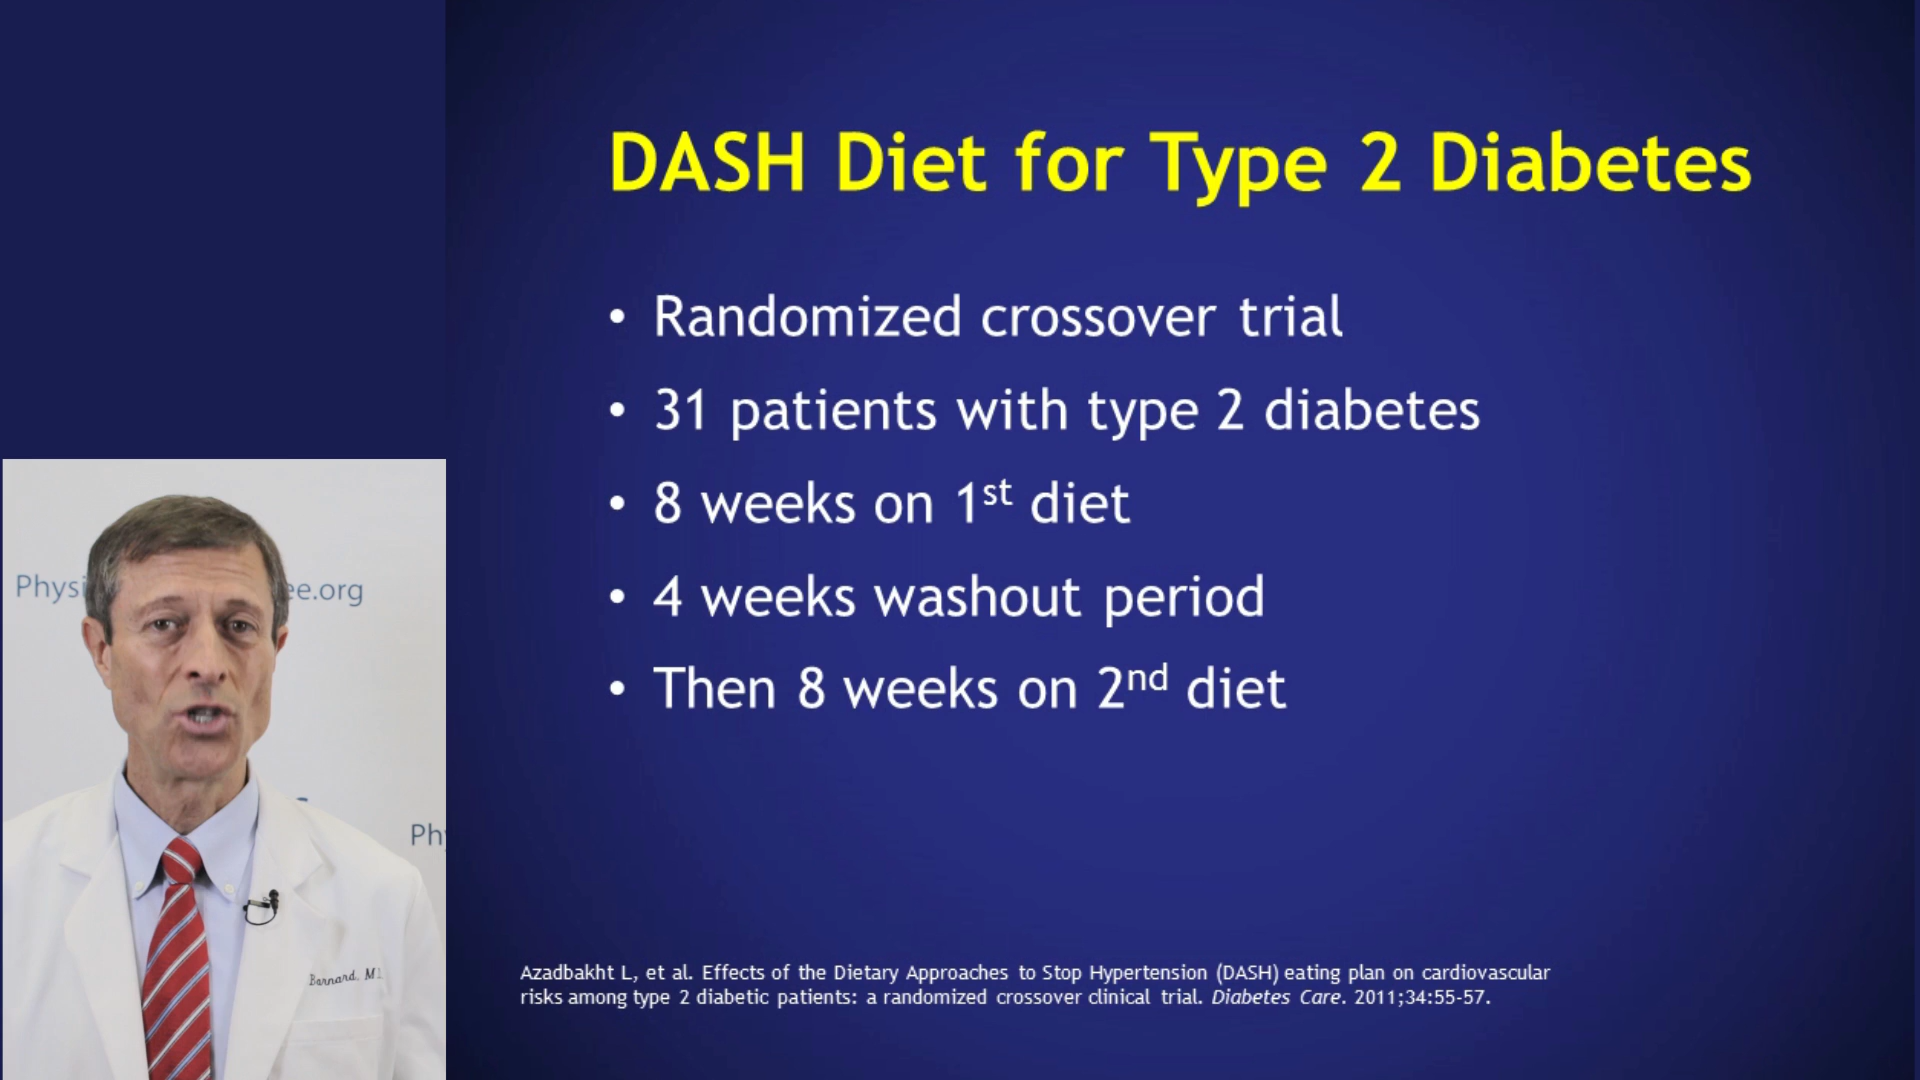 DASH Diet for Type 2 Diabetes
• Randomized crossover trial
• 31 patients with type 2 diabetes
• 8 weeks on 1st diet
• 4 weeks washout period
• Then 8 weeks on 2nd diet
Azadbakht L, et al. Effects of the Dietary Approaches to Stop Hypertension (DASH) eating plan on cardiovascular
risks among type 2 diabetic patients: a randomized crossover clinical trial. Diabetes Care. 2011;34:55-57.
Physi ee.org
Phy
Barnard, M